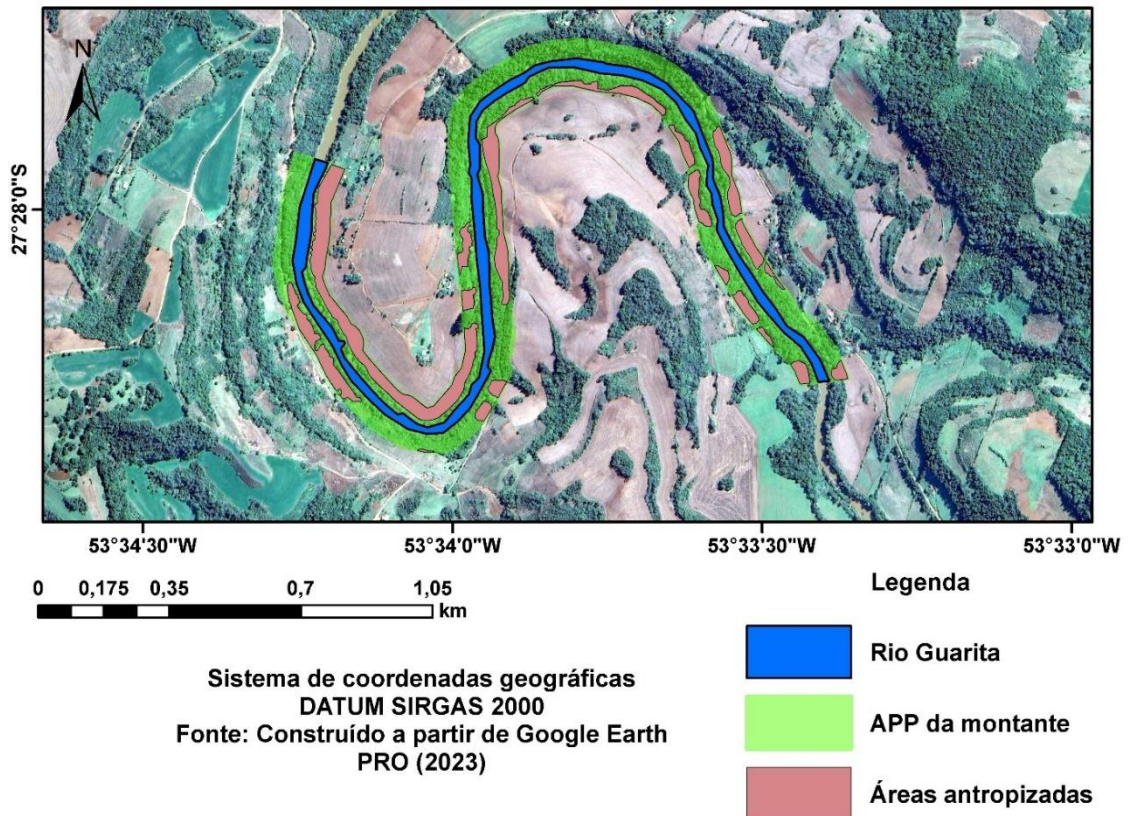 N
27°28'0"S
53°34'30"W
53°34'0"W
53°33'30"W
53°33'0"W
0 0,175 0,35 0,7 1,05
km
Legenda
Rio Guarita
APP da montante
Áreas antropizadas
Sistema de coordenadas geográficas
DATUM SIRGAS 2000
Fonte: Construído a partir de Google Earth
PRO (2023)